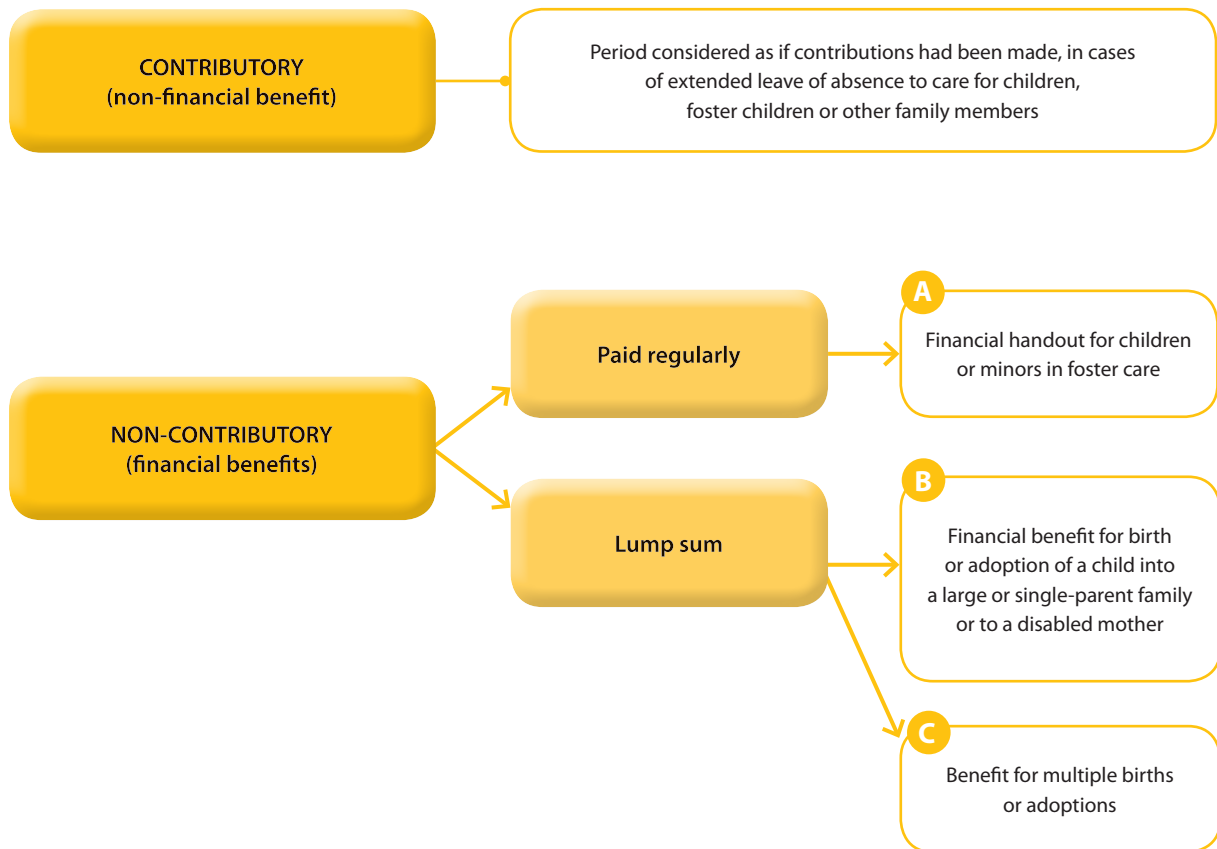 CONTRIBUTORY
(non-financial benefit)
Period considered as if contributions had been made, in cases
of extended leave of absence to care for children,
foster children or other family members
NON-CONTRIBUTORY
(financial benefits)
Paid regularly
A
Financial handout for children
or minors in foster care
Lump sum
B
Financial benefit for birth
or adoption of a child into
a large or single-parent family
or to a disabled mother
C
Benefit for multiple births
or adoptions